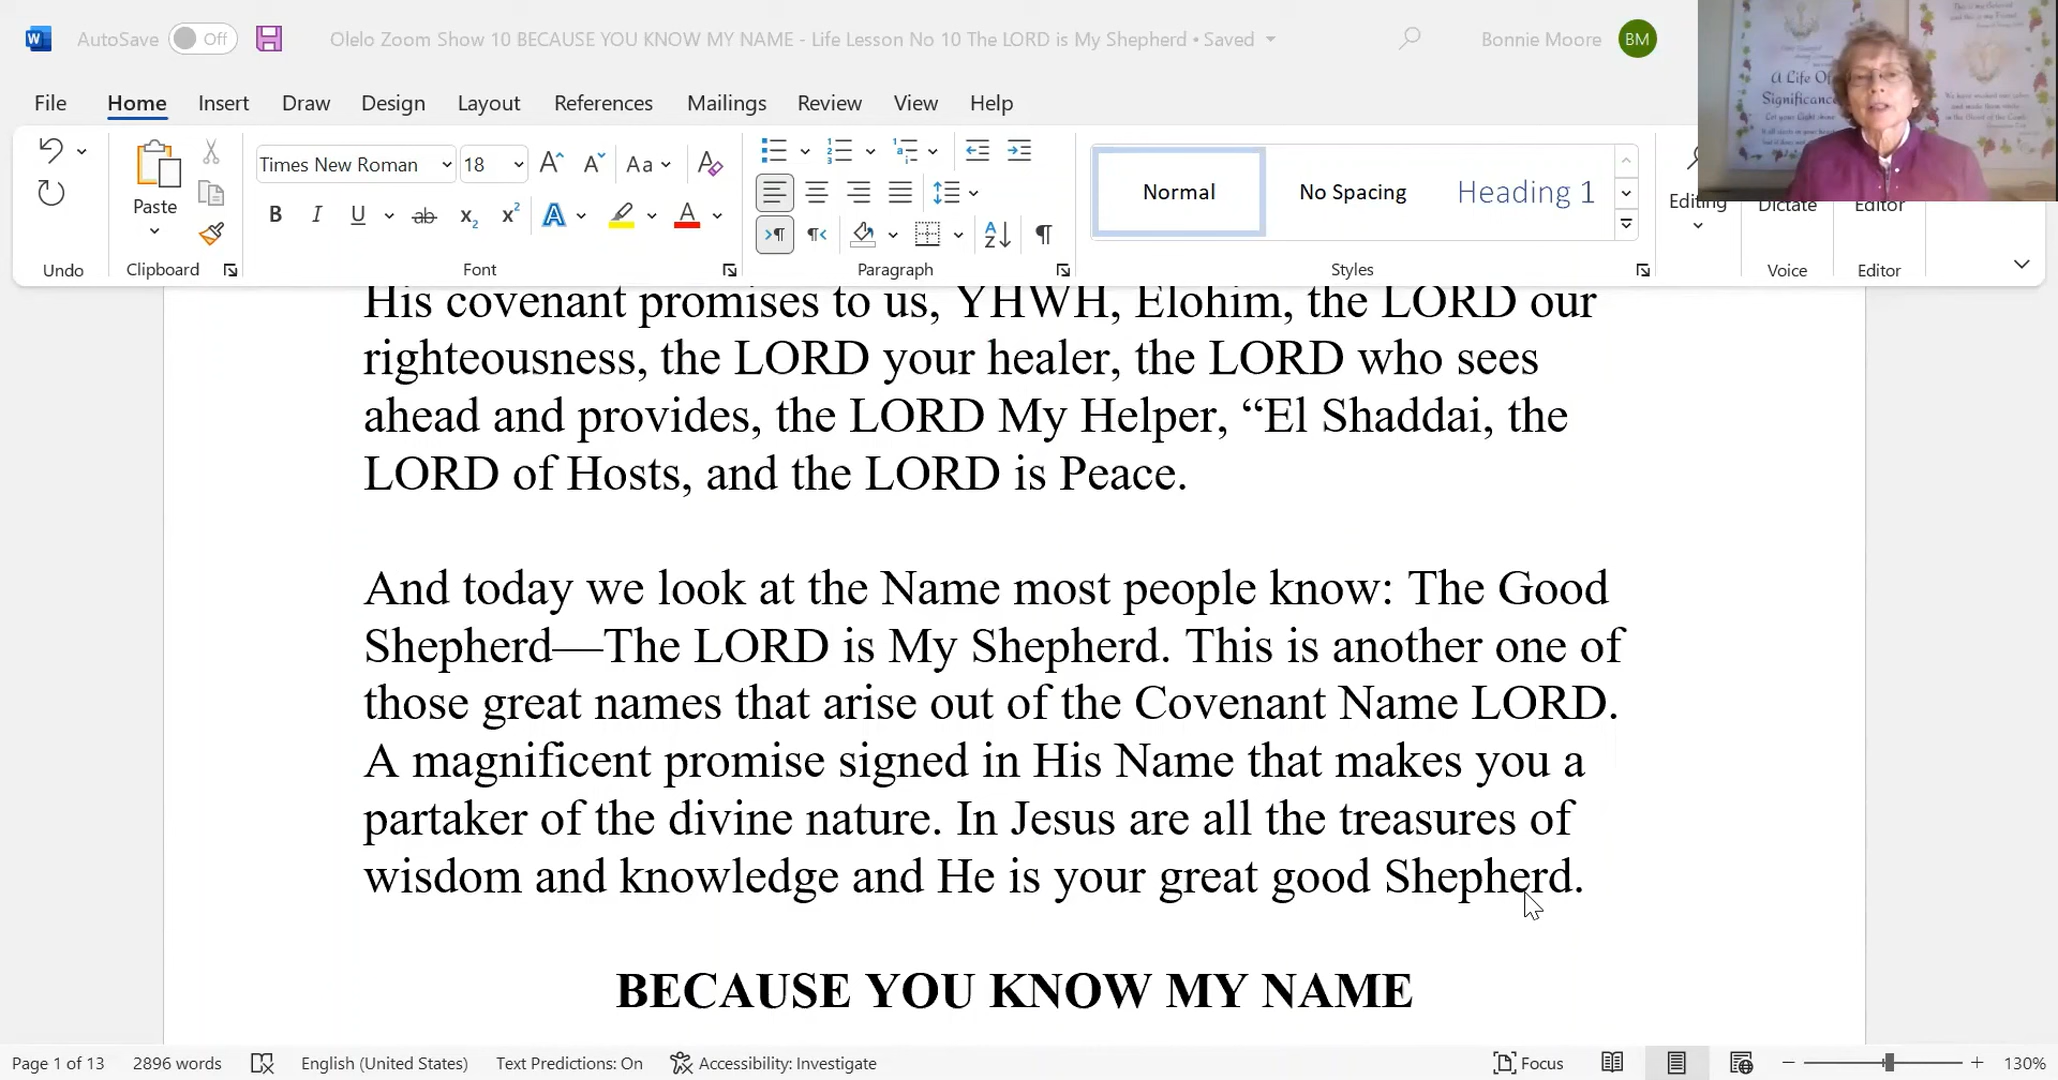 AutoSave Off Olelo Zoom Show 10 BECAUSE YOU KNOW MY NAME - Life Lesson No 10 The LORD is My Shepherd • Saved Bonnie Moore BM
File Home Insert Draw Design Layout References Mailings Review View Help
Times New Roman 18
Paste
Normal No Spacing Heading 1
Editing Dictate Editor
Undo Clipboard Font Paragraph Styles Voice Editor
A Life Of
Significance
His covenant promises to us, YHWH, Elohim, the LORD our
righteousness, the LORD your healer, the LORD who sees
ahead and provides, the LORD My Helper, “El Shaddai, the
LORD of Hosts, and the LORD is Peace.
And today we look at the Name most people know: The Good
Shepherd—The LORD is My Shepherd. This is another one of
those great names that arise out of the Covenant Name LORD.
A magnificent promise signed in His Name that makes you a
partaker of the divine nature. In Jesus are all the treasures of
wisdom and knowledge and He is your great good Shepherd.
BECAUSE YOU KNOW MY NAME
Page 1 of 13 2896 words English (United States) Text Predictions: On Accessibility: Investigate Focus 130%